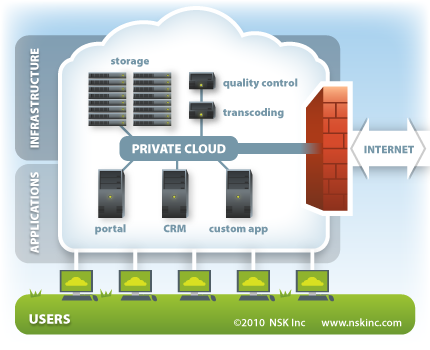 INFRASTRUCTURE
storage
quality control
transcoding
PRIVATE CLOUD
INTERNET
APPLICATIONS
portal
CRM
custom app
USERS
©2010 NSK Inc www.nskinc.com